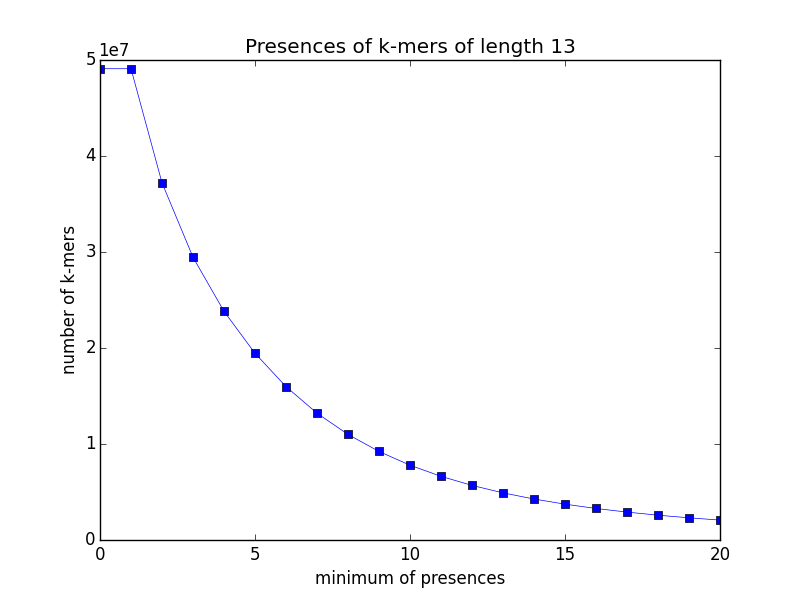 Presences of k-mers of length 13
1e7
5
4
3
2
1
0
number of k-mers
0 5 10 15 20
minimum of presences